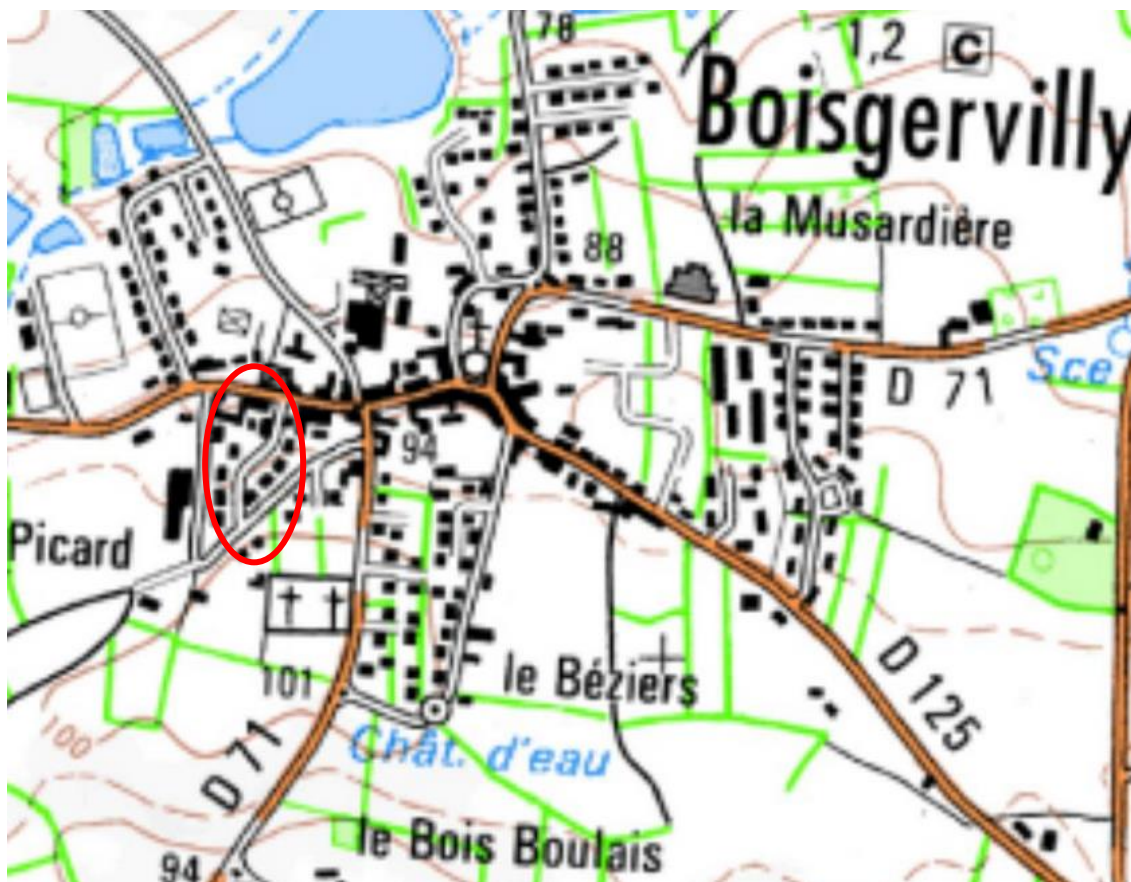 78
1,2
C
Boisgervilly
la Musardière
88
Sce
D 71
94
Picard
le Béziers
101
D 125
100
D 71
Chât. d'eau
le Bois Boulais
94